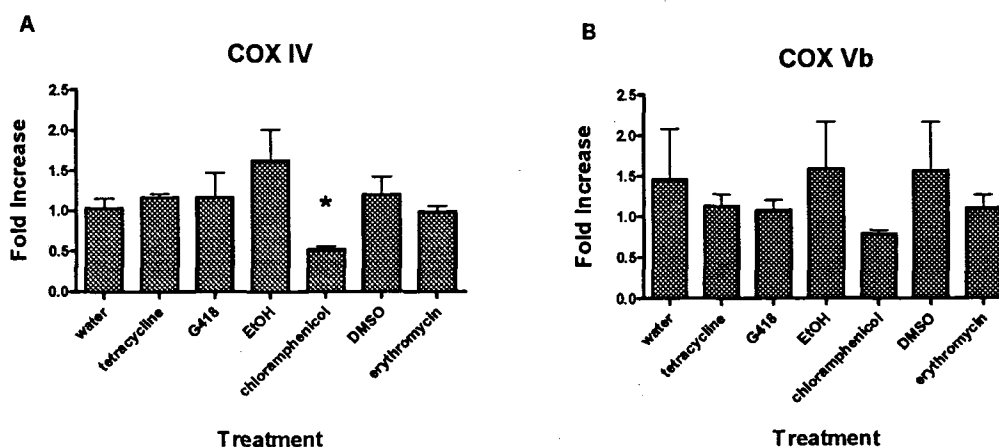 A
COX IV
Fold Increase
2.5
2.0
1.5
1.0
0.5
0.0
*
water
tetracycline
G418
EtOH
chloramphenicol
DMSO
erythromycin
Treatment
B
COX Vb
Fold Increase
2.5
2.0
1.5
1.0
0.5
0.0
water
tetracycline
G418
EtOH
chloramphenicol
DMSO
erythromycin
Treatment